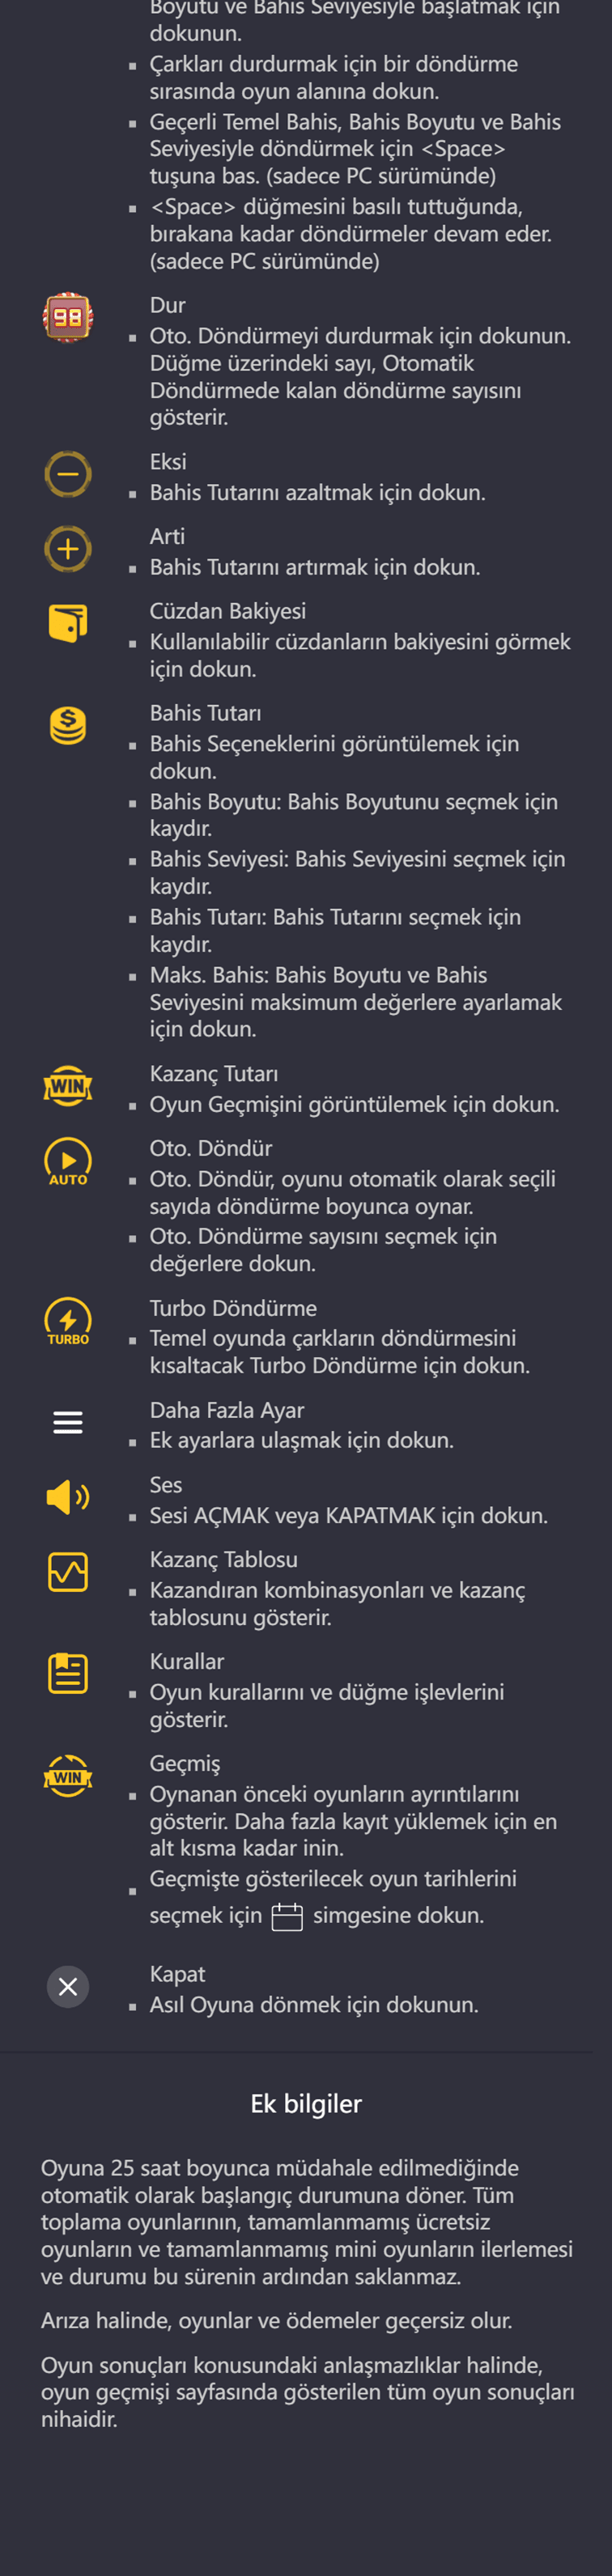 Boyutu ve Bahis Seviyesiyle başlatmak için
dokunun.
▪ Çarkları durdurmak için bir döndürme
sırasında oyun alanına dokun.
▪ Geçerli Temel Bahis, Bahis Boyutu ve Bahis
Seviyesiyle döndürmek için <Space>
tuşuna bas. (sadece PC sürümünde)
▪ <Space> düğmesini basılı tuttuğunda,
bırakana kadar döndürmeler devam eder.
(sadece PC sürümünde)
98
Dur
▪ Oto. Döndürmeyi durdurmak için dokunun.
Düğme üzerindeki sayı, Otomatik
Döndürmede kalan döndürme sayısını
gösterir.
Eksi
▪ Bahis Tutarını azaltmak için dokun.
Arti
▪ Bahis Tutarını artırmak için dokun.
Cüzdan Bakiyesi
▪ Kullanılabilir cüzdanların bakiyesini görmek
için dokun.
$
Bahis Tutarı
▪ Bahis Seçeneklerini görüntülemek için
dokun.
▪ Bahis Boyutu: Bahis Boyutunu seçmek için
kaydır.
▪ Bahis Seviyesi: Bahis Seviyesini seçmek için
kaydır.
▪ Bahis Tutarı: Bahis Tutarını seçmek için
kaydır.
▪ Maks. Bahis: Bahis Boyutu ve Bahis
Seviyesini maksimum değerlere ayarlamak
için dokun.
WIN
Kazanç Tutarı
▪ Oyun Geçmişini görüntülemek için dokun.
AUTO
Oto. Döndür
▪ Oto. Döndür, oyunu otomatik olarak seçili
sayıda döndürme boyunca oynar.
▪ Oto. Döndürme sayısını seçmek için
değerlere dokun.
TURBO
Turbo Döndürme
▪ Temel oyunda çarkların döndürmesini
kısaltacak Turbo Döndürme için dokun.
Daha Fazla Ayar
▪ Ek ayarlara ulaşmak için dokun.
Ses
▪ Sesi AÇMAK veya KAPATMAK için dokun.
Kazanç Tablosu
▪ Kazandıran kombinasyonları ve kazanç
tablosunu gösterir.
Kurallar
▪ Oyun kurallarını ve düğme işlevlerini
gösterir.
WIN
Geçmiş
▪ Oynanan önceki oyunların ayrıntılarını
gösterir. Daha fazla kayıt yüklemek için en
alt kısma kadar inin.
▪ Geçmişte gösterilecek oyun tarihlerini
seçmek için simgesine dokun.
Kapat
▪ Asıl Oyuna dönmek için dokunun.
Ek bilgiler
Oyuna 25 saat boyunca müdahale edilmediğinde
otomatik olarak başlangıç durumuna döner. Tüm
toplama oyunlarının, tamamlanmamış ücretsiz
oyunların ve tamamlanmamış mini oyunların ilerlemesi
ve durumu bu sürenin ardından saklanmaz.
Arıza halinde, oyunlar ve ödemeler geçersiz olur.
Oyun sonuçları konusundaki anlaşmazlıklar halinde,
oyun geçmişi sayfasında gösterilen tüm oyun sonuçları
nihaidir.